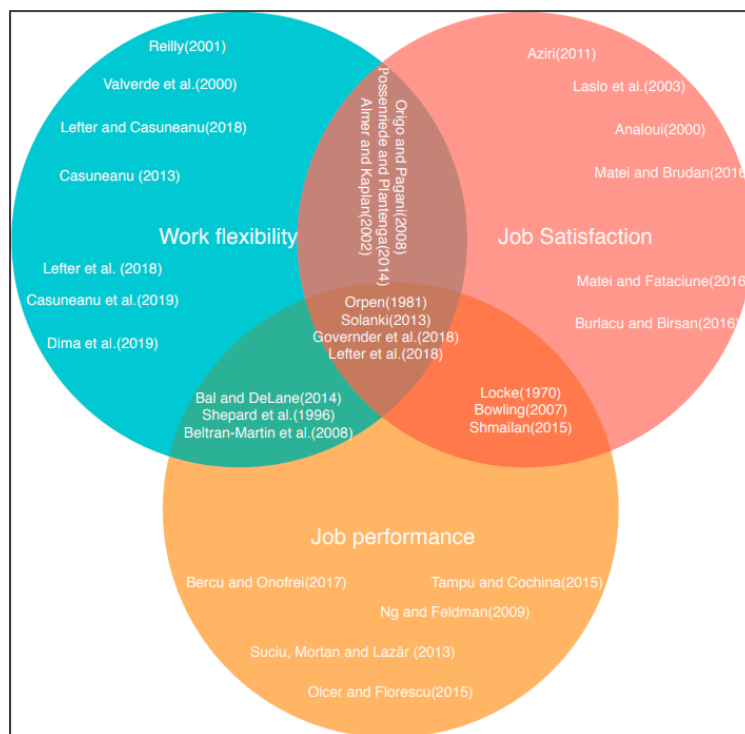 Reilly(2001)
Valverde et al.(2000)
Lefter and Casuneanu(2018)
Casuneanu (2013)
Work flexibility
Lefter et al. (2018)
Casuneanu et al.(2019)
Dima et al.(2019)
Origo and Pagani(2008)
Possenriede and Plantenga(2014)
Almer and Kaplan(2002)
Aziri(2011)
Laslo et al.(2003)
Analoui(2000)
Matei and Brudan(2016)
Job Satisfaction
Matei and Fataciune(2016)
Burlacu and Birsan(2016)
Orpen(1981)
Solanki(2013)
Governder et al.(2018)
Lefter et al.(2018)
Bal and DeLane(2014)
Shepard et al.(1996)
Beltran-Martin et al.(2008)
Locke(1970)
Bowling(2007)
Shmailan(2015)
Job performance
Bercu and Onofrei(2017)
Tampu and Cochina(2015)
Ng and Feldman(2009)
Suciu, Mortan and Lazăr (2013)
Olcer and Florescu(2015)